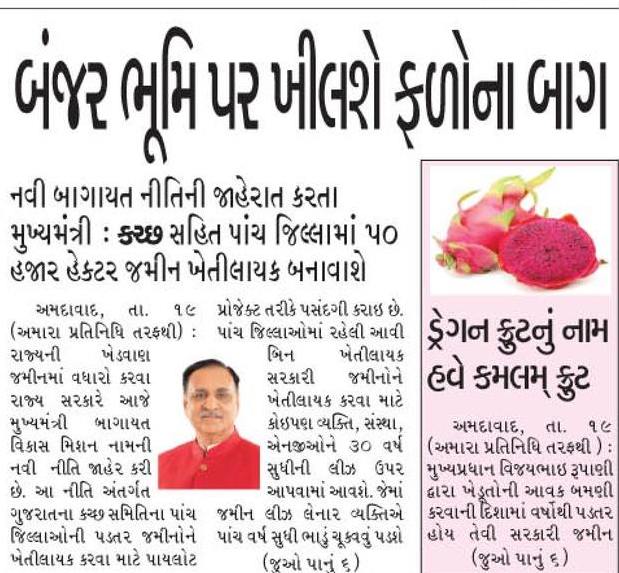 બંજર ભૂમિ પર ખીલશે ફળોના બાગ
નવી બાગાયત નીતિની જાહેરાત કરતા
મુખ્યમંત્રી : કચ્છ સહિત પાંચ જિલ્લામાં ૫૦
હજાર હેક્ટર જમીન ખેતીલાયક બનાવાશે
અમદાવાદ, તા. ૧૯
(અમારા પ્રતિનિધિ તરફથી) :
રાજ્યની ખેડવાણ
જમીનમાં વધારો કરવા
રાજ્ય સરકારે આજે
મુખ્યમંત્રી બાગાયત
વિકાસ મિશન નામની
નવી નીતિ જાહેર કરી
છે. આ નીતિ અંતર્ગત
ગુજરાતના કચ્છ સમિતિના પાંચ
જિલ્લાઓની પડતર જમીનોને
ખેતીલાયક કરવા માટે પાયલોટ
પ્રોજેક્ટ તરીકે પસંદગી કરાઇ છે.
પાંચ જિલ્લાઓમાં રહેલી આવી
બિન ખેતીલાયક
સરકારી જમીનોને
ખેતીલાયક કરવા માટે
કોઇપણ વ્યક્તિ, સંસ્થા,
એનજીઓને ૩૦ વર્ષ
સુધીની લીઝ ઉપર
આપવામાં આવશે. જેમાં
જમીન લીઝ લેનાર વ્યક્તિએ
પાંચ વર્ષ સુધી ભાડું ચૂકવવું પડશે
(જુઓ પાનું ૬)
ડ્રેગન ફ્રુટનું નામ
હવે કમલમ્ ફ્રુટ
અમદાવાદ, તા. ૧૯
(અમારા પ્રતિનિધિ તરફથી ) :
મુખ્યપ્રધાન વિજયભાઇ રૂપાણી
દ્વારા ખેડૂતોની આવક બમણી
કરવાની દિશામાં વર્ષોથી પડતર
હોય તેવી સરકારી જમીન
(જુઓ પાનું ૬)